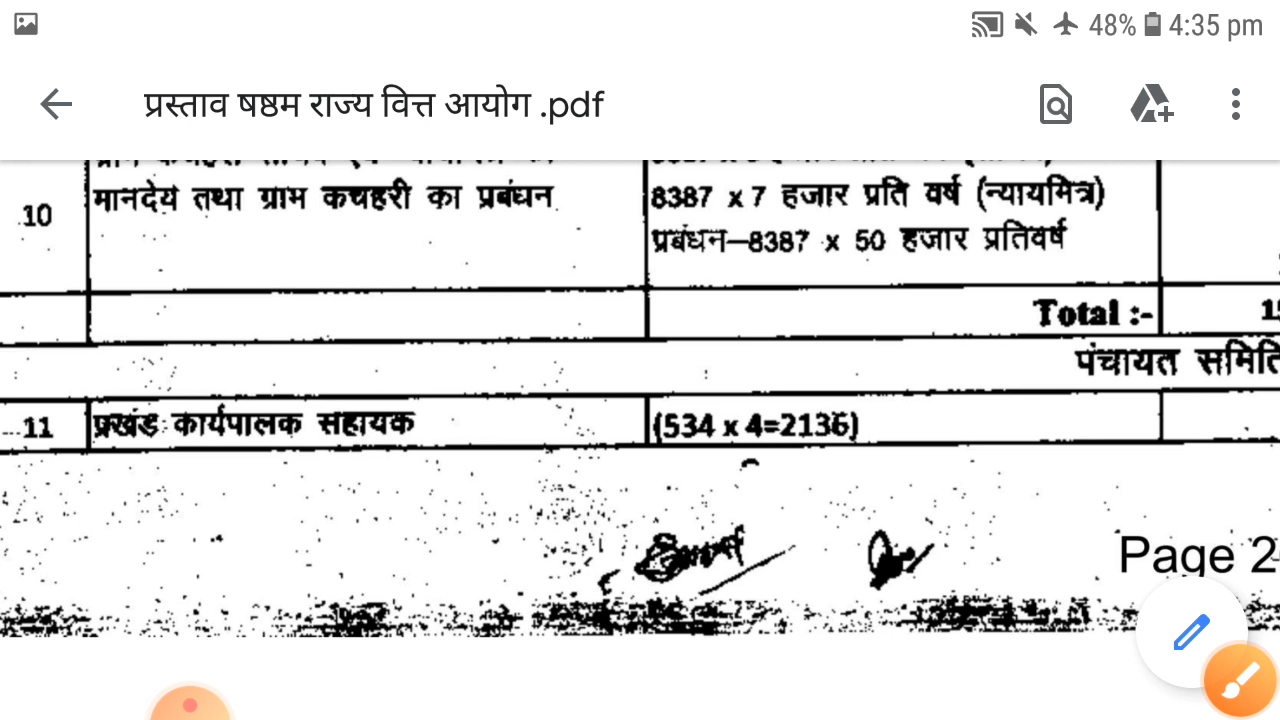 48% 4:35 pm
प्रस्ताव षष्ठम राज्य वित्त आयोग .pdf
10 मानदेय तथा ग्राम कचहरी का प्रबंधन 8387 x 7 हजार प्रति वर्ष (न्यायमित्र)
प्रबंधन–8387 x 50 हजार प्रतिवर्ष
Total :-
पंचायत समिति
11 प्रखंड कार्यपालक सहायक (534 x 4=2136)
Page 2